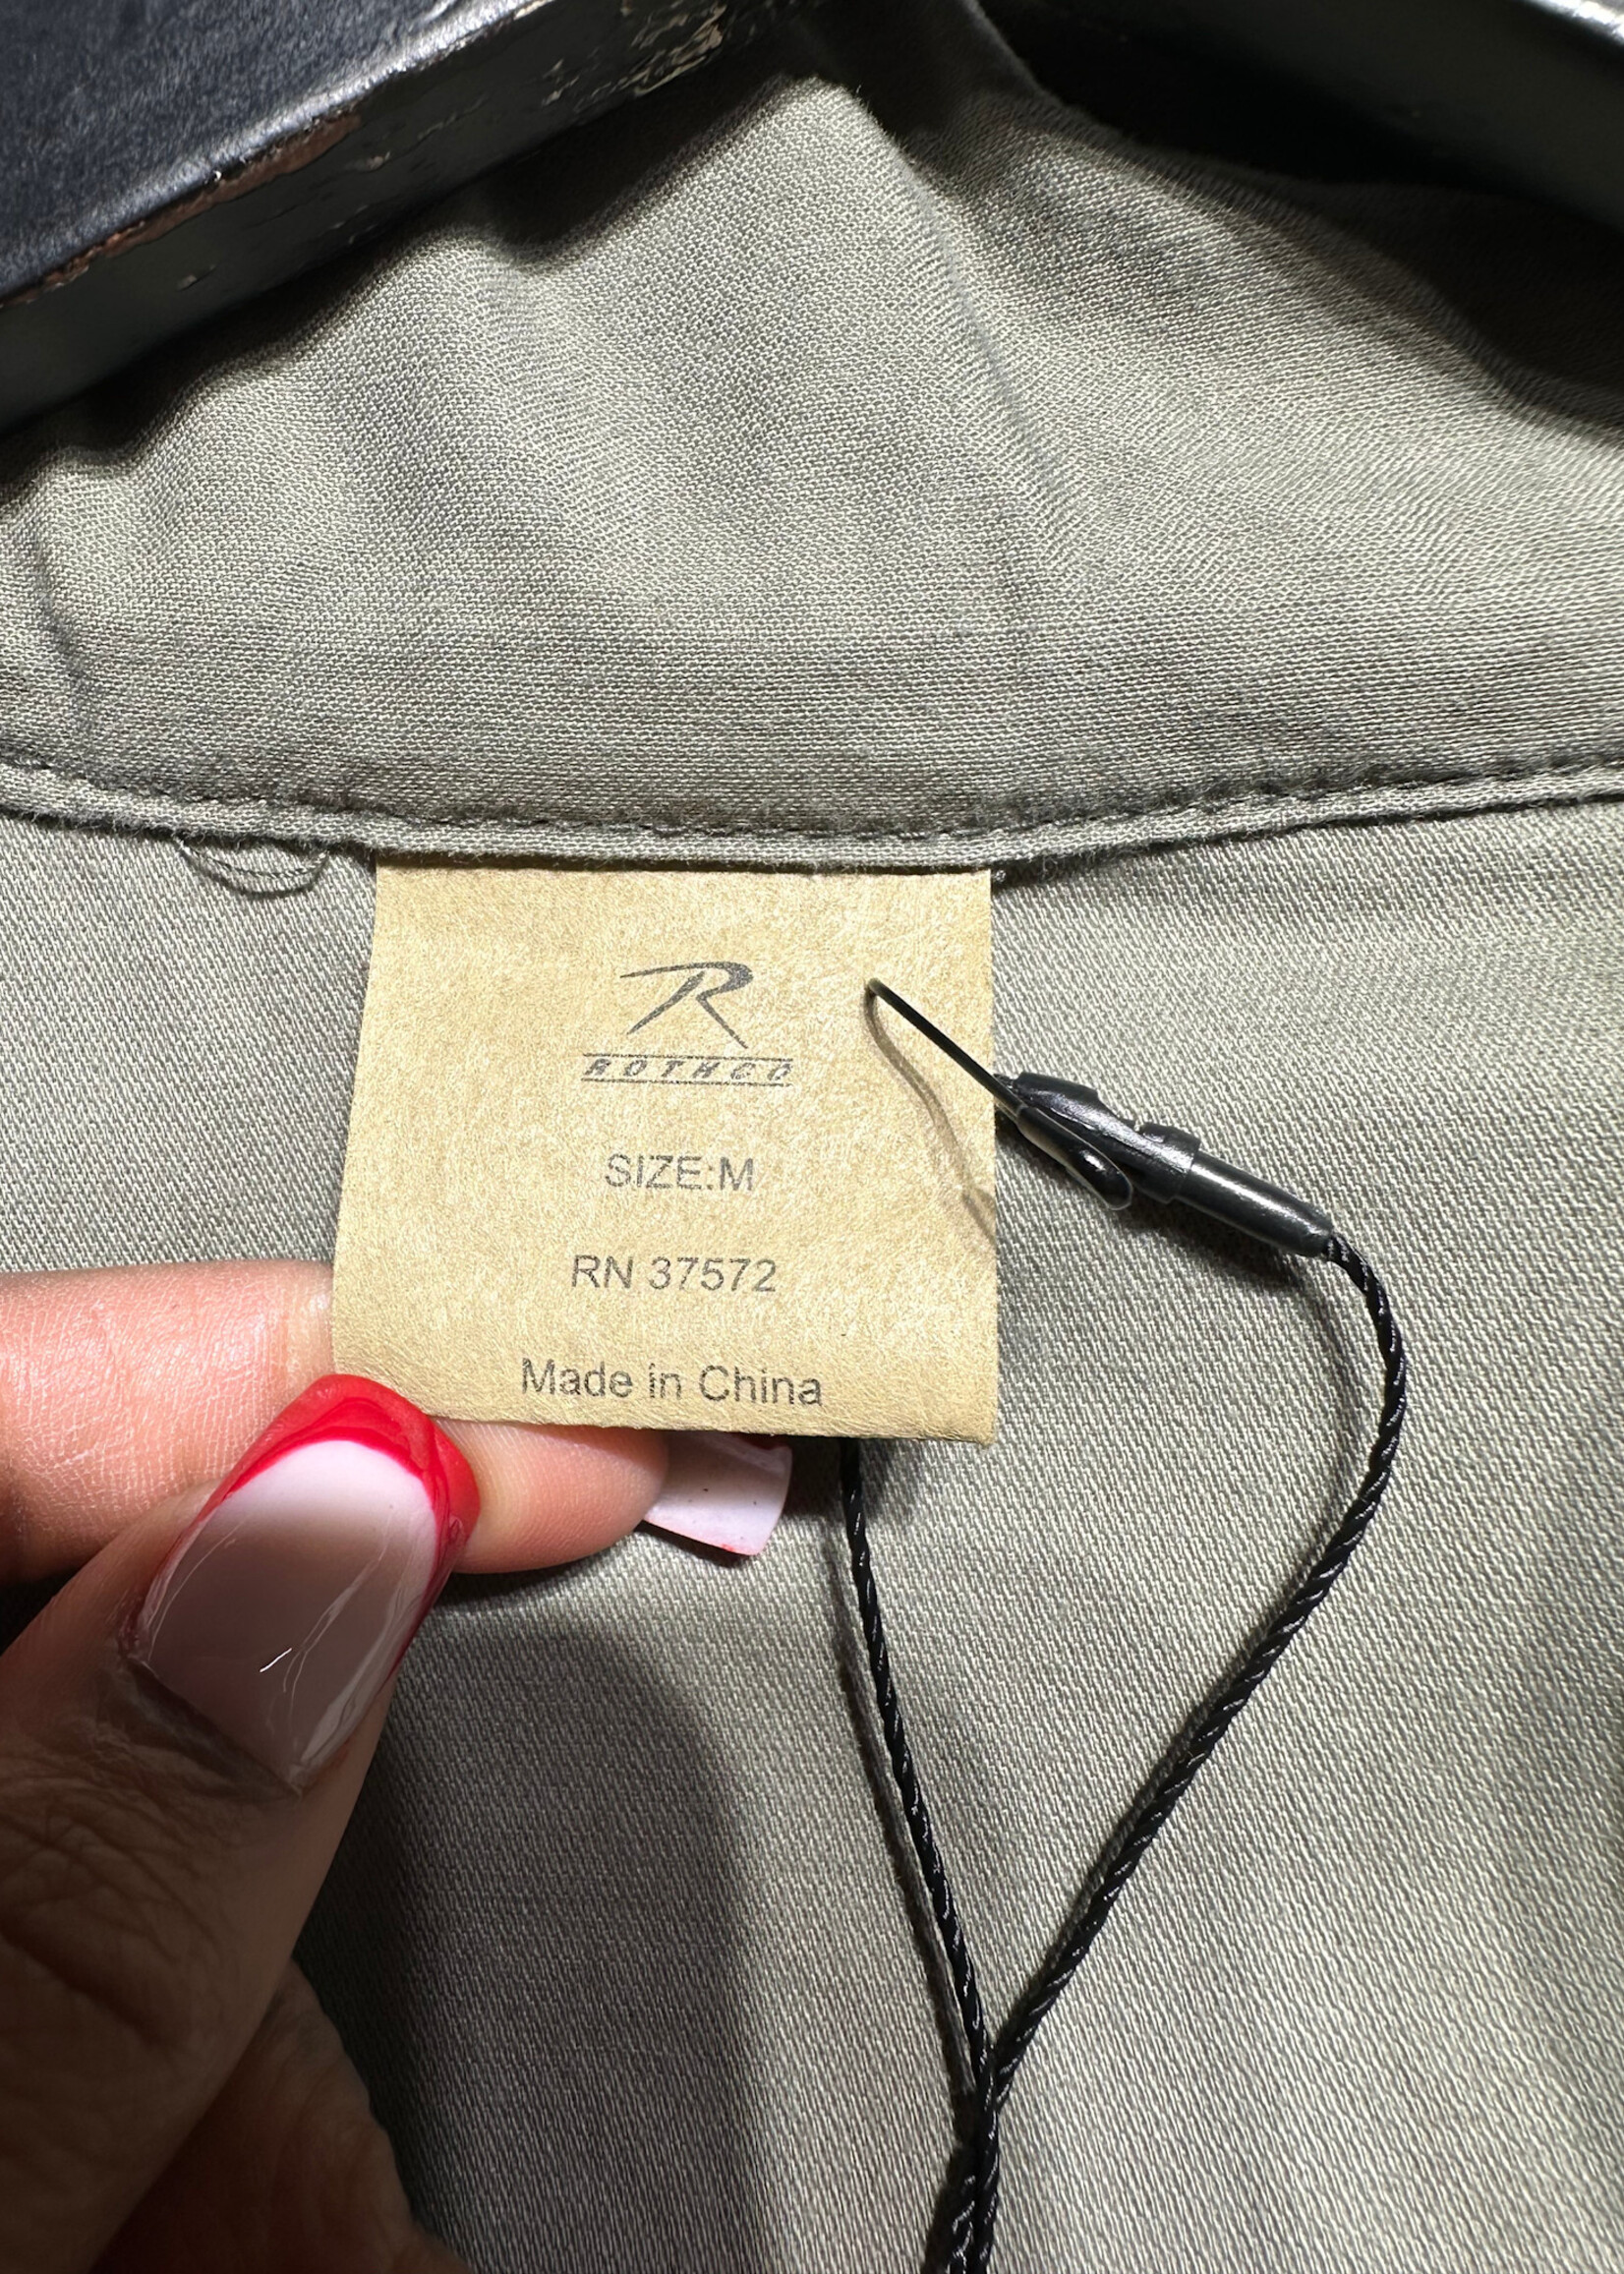 R
ROTHCO
SIZE:M
RN 37572
Made in China